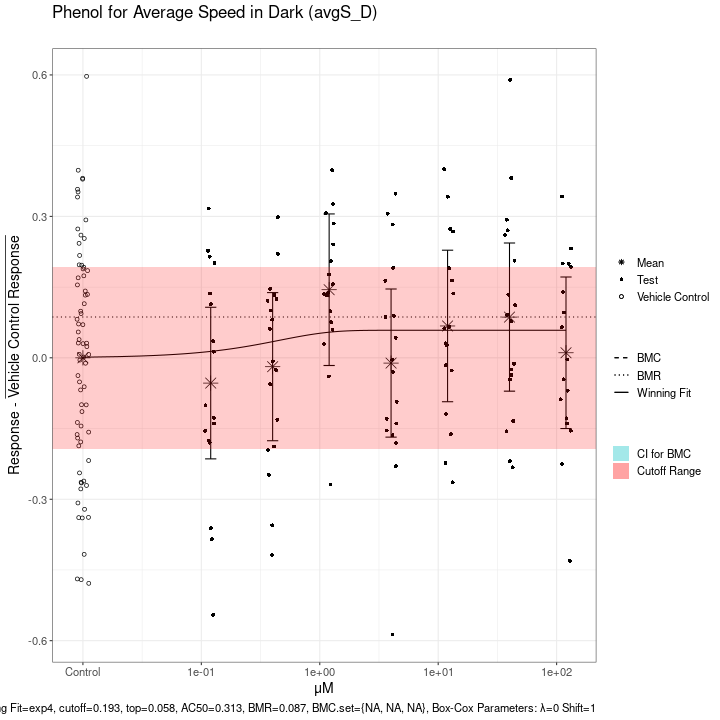 Phenol for Average Speed in Dark (avgS_D)
Response - Vehicle Control Response
0.6
0.3
0.0
-0.3
-0.6
Control
1e-01
1e+00
1e+01
1e+02
µM
Mean
Test
Vehicle Control
BMC
BMR
Winning Fit
CI for BMC
Cutoff Range
g Fit=exp4, cutoff=0.193, top=0.058, AC50=0.313, BMR=0.087, BMC.set={NA, NA, NA}, Box-Cox Parameters: λ=0 Shift=1